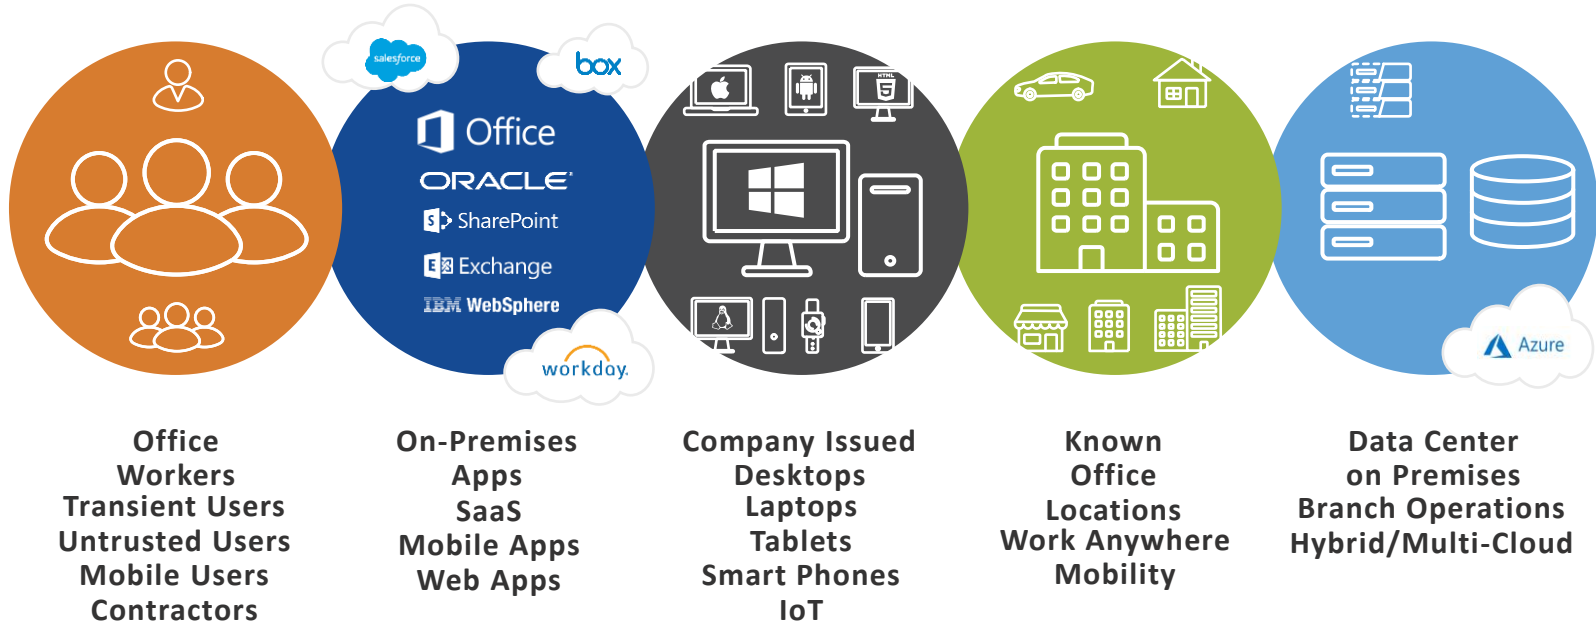 salesforce
box
Office
ORACLE
S SharePoint
E Exchange
IBM WebSphere
workday.
HTML
5
Azure
Office
Workers
Transient Users
Untrusted Users
Mobile Users
Contractors
On-Premises
Apps
SaaS
Mobile Apps
Web Apps
Company Issued
Desktops
Laptops
Tablets
Smart Phones
IoT
Known
Office
Locations
Work Anywhere
Mobility
Data Center
on Premises
Branch Operations
Hybrid/Multi-Cloud